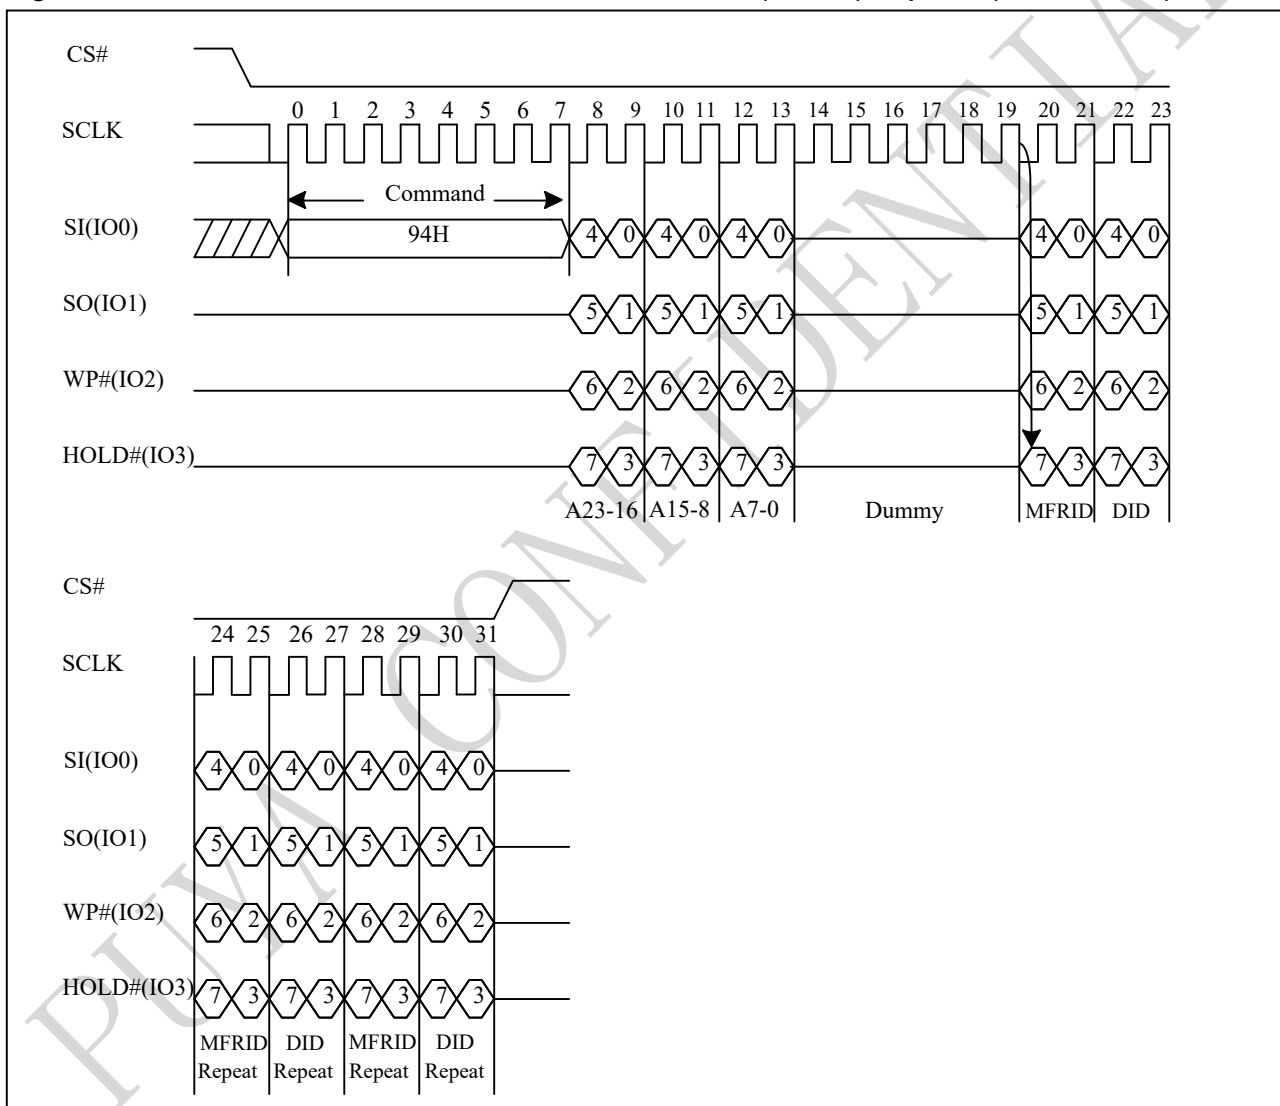 CS#
0 1 2 3 4 5 6 7 8 9 10 11 12 13 14 15 16 17 18 19 20 21 22 23
SCLK
Command
SI(IO0) 94H 4 0 4 0 4 0 4 0 4 0
SO(IO1) 5 1 5 1 5 1 5 1 5 1
WP#(IO2) 6 2 6 2 6 2 6 2 6 2
HOLD#(IO3) 7 3 7 3 7 3 7 3 7 3
A23-16 A15-8 A7-0 Dummy MFRID DID
CS#
24 25 26 27 28 29 30 31
SCLK
SI(IO0) 4 0 4 0 4 0 4 0
SO(IO1) 5 1 5 1 5 1 5 1
WP#(IO2) 6 2 6 2 6 2 6 2
HOLD#(IO3) 7 3 7 3 7 3 7 3
MFRID DID MFRID DID
Repeat Repeat Repeat Repeat
PUYA CONFIDENTIAL